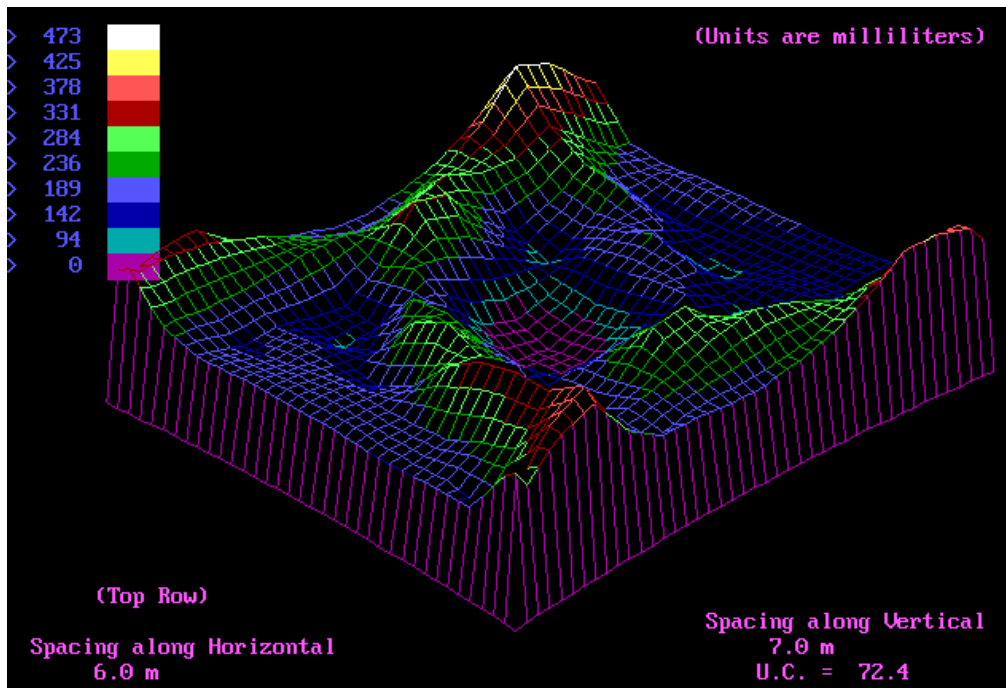 > 473
(Units are milliliters)
> 425
> 378
> 331
> 284
> 236
> 189
> 142
> 94
> 0
(Top Row)
Spacing along Horizontal
6.0 m
Spacing along Vertical
7.0 m
U.C. = 72.4